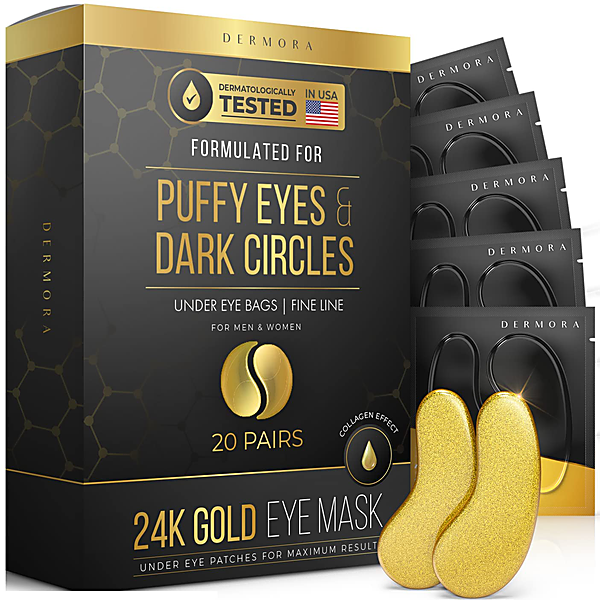 DERMORA
DERMATOLOGICALLY
TESTED
IN USA
FORMULATED FOR
PUFFY EYES &
DARK CIRCLES
UNDER EYE BAGS | FINE LINE
FOR MEN & WOMEN
20 PAIRS
COLLAGEN EFFECT
24K GOLD EYE MASK
UNDER EYE PATCHES FOR MAXIMUM RESULT
DERMORA
DERMORA
DERMORA
DERMORA
DERMORA
DERMORA